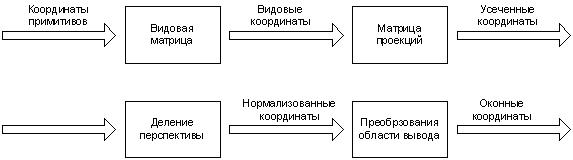 Координаты
примитивов
Видовая
матрица
Видовые
координаты
Матрица
проекций
Усеченные
координаты
Деление
перспективы
Нормализованные
координаты
Преобрзования
области вывода
Оконные
координаты